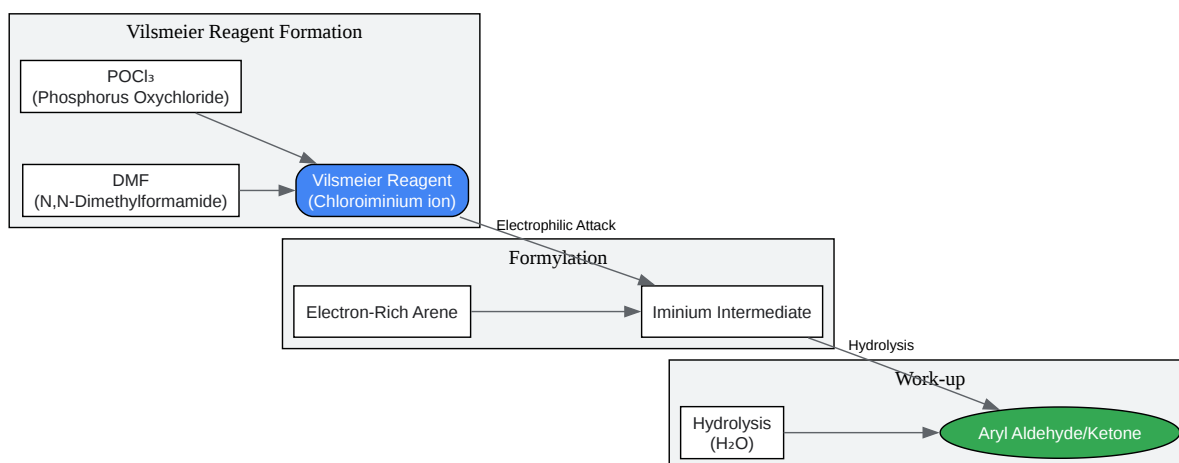 Vilsmeier Reagent Formation
POCl₃
(Phosphorus Oxychloride)
DMF
(N,N-Dimethylformamide)
Vilsmeier Reagent
(Chloroiminium ion)
Electrophilic Attack
Formylation
Electron-Rich Arene
Iminium Intermediate
Hydrolysis
Work-up
Hydrolysis
(H₂O)
Aryl Aldehyde/Ketone